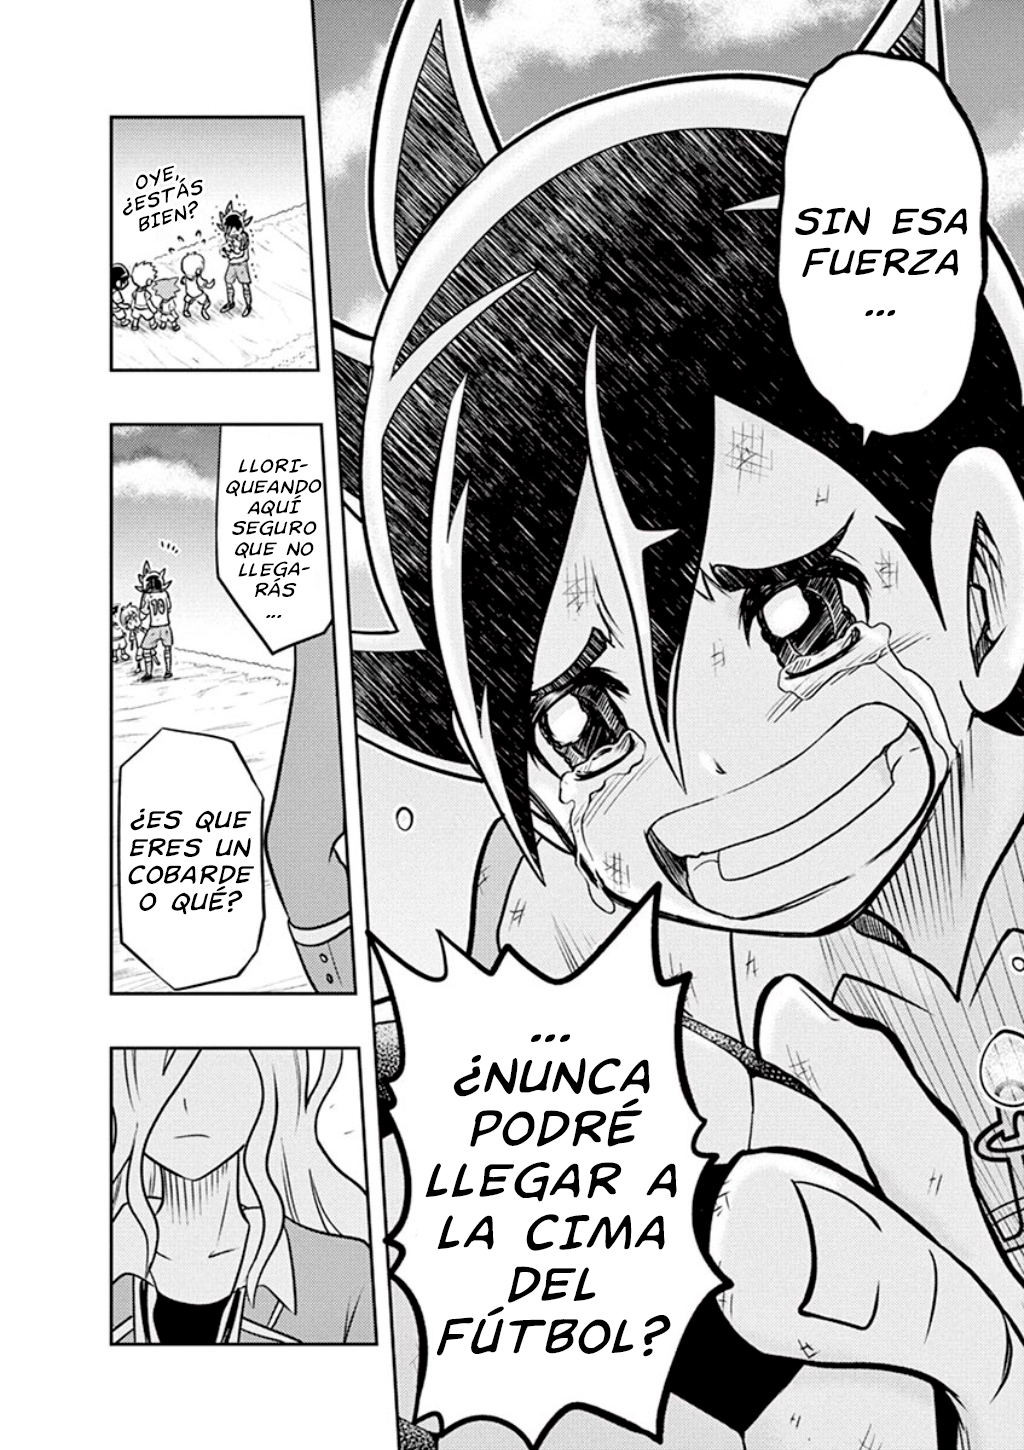 SIN ESA
FUERZA
...
...
¿NUNCA
PODRÉ
LLEGAR A
LA CIMA
DEL
FÚTBOL?
OYE,
¿ESTÁS
BIEN?
LLORI-
QUEANDO
AQUÍ
SEGURO
QUE NO
LLEGA-
RÁS
...
10
¿ES QUE
ERES UN
COBARDE
O QUÉ?